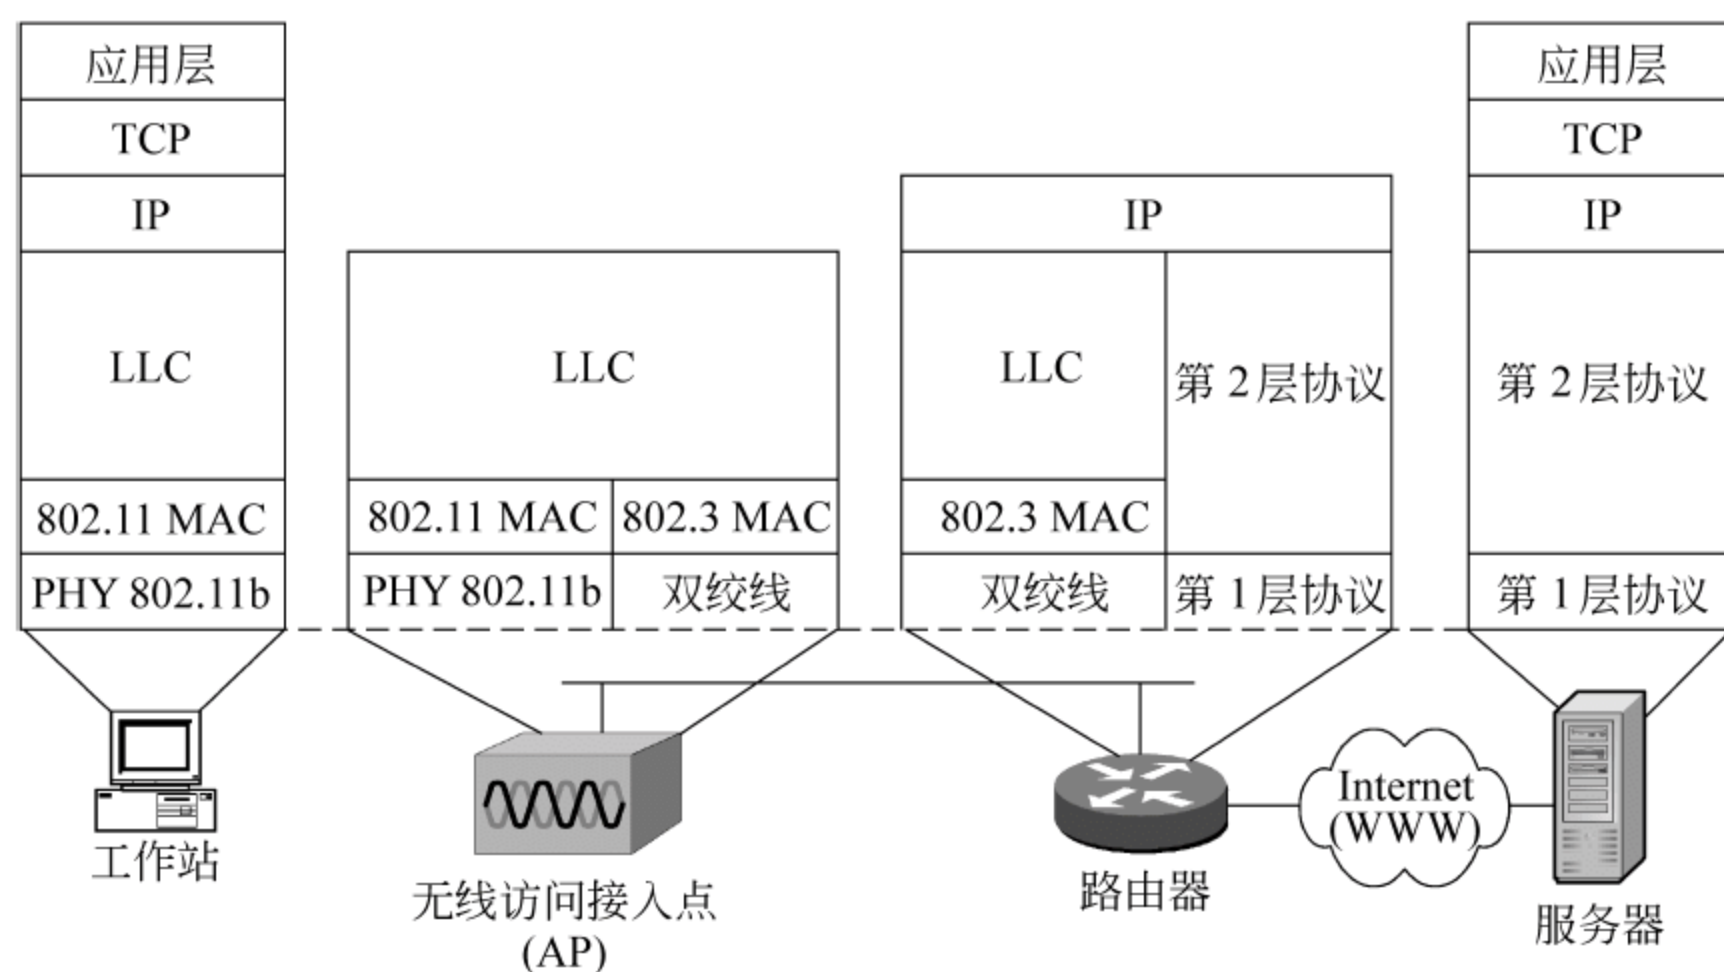 应用层
TCP
IP
LLC
802.11 MAC
PHY 802.11b
工作站
LLC
802.11 MAC
802.3 MAC
PHY 802.11b
双绞线
无线访问接入点
(AP)
IP
LLC
第 2 层协议
802.3 MAC
双绞线
第 1 层协议
路由器
Internet
(WWW)
应用层
TCP
IP
第 2 层协议
第 1 层协议
服务器